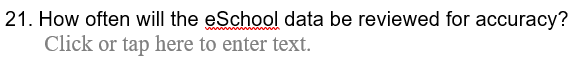 21. How often will the eSchool data be reviewed for accuracy?
Click or tap here to enter text.